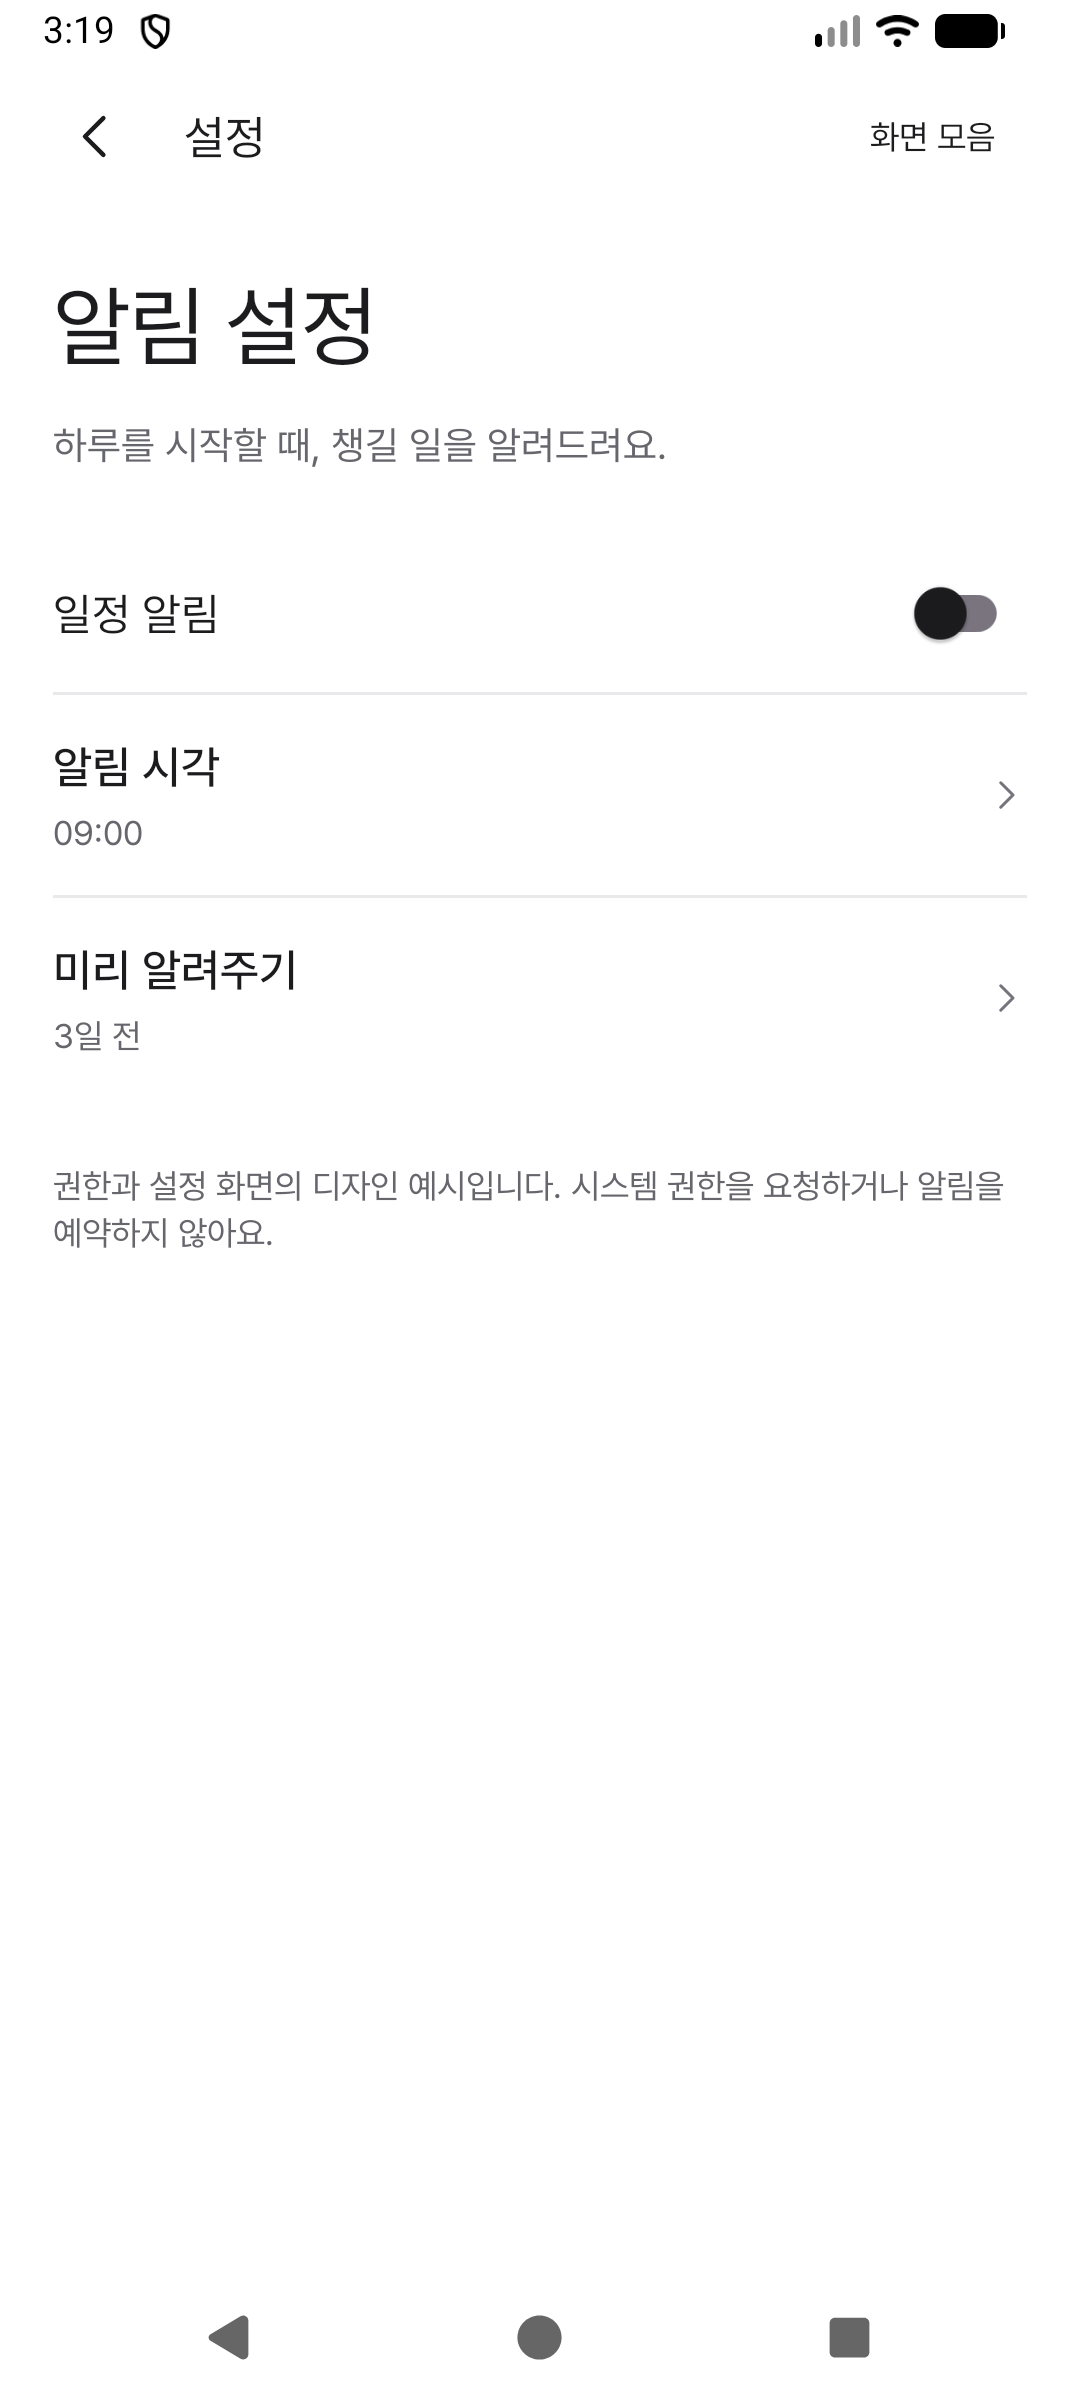 3:19
설정
화면 모음
알림 설정
하루를 시작할 때, 챙길 일을 알려드려요.
일정 알림
알림 시각
09:00
미리 알려주기
3일 전
권한과 설정 화면의 디자인 예시입니다. 시스템 권한을 요청하거나 알림을
예약하지 않아요.